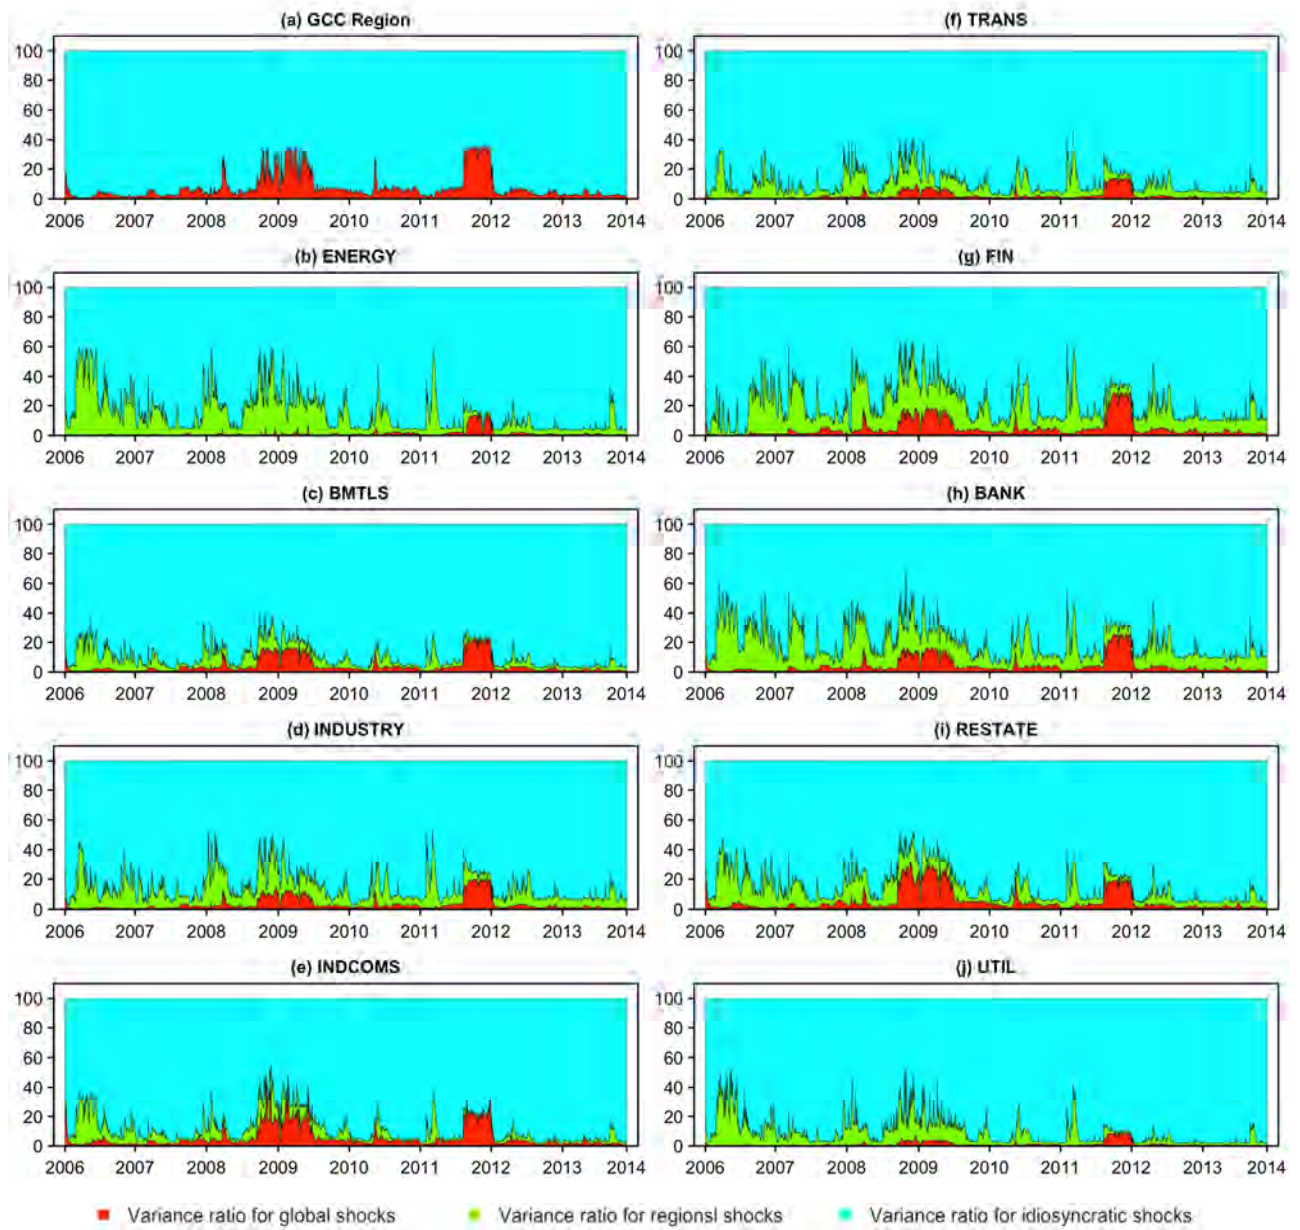 (a) GCC Region
100
80
60
40
20
0
2006 2007 2008 2009 2010 2011 2012 2013 2014
(f) TRANS
100
80
60
40
20
0
2006 2007 2008 2009 2010 2011 2012 2013 2014
(b) ENERGY
100
80
60
40
20
0
2006 2007 2008 2009 2010 2011 2012 2013 2014
(g) FIN
100
80
60
40
20
0
2006 2007 2008 2009 2010 2011 2012 2013 2014
(c) BMTLS
100
80
60
40
20
0
2006 2007 2008 2009 2010 2011 2012 2013 2014
(h) BANK
100
80
60
40
20
0
2006 2007 2008 2009 2010 2011 2012 2013 2014
(d) INDUSTRY
100
80
60
40
20
0
2006 2007 2008 2009 2010 2011 2012 2013 2014
(i) RESTATE
100
80
60
40
20
0
2006 2007 2008 2009 2010 2011 2012 2013 2014
(e) INDCOMS
100
80
60
40
20
0
2006 2007 2008 2009 2010 2011 2012 2013 2014
(j) UTIL
100
80
60
40
20
0
2006 2007 2008 2009 2010 2011 2012 2013 2014
Variance ratio for global shocks Variance ratio for regionsl shocks Variance ratio for idiosyncratic shocks